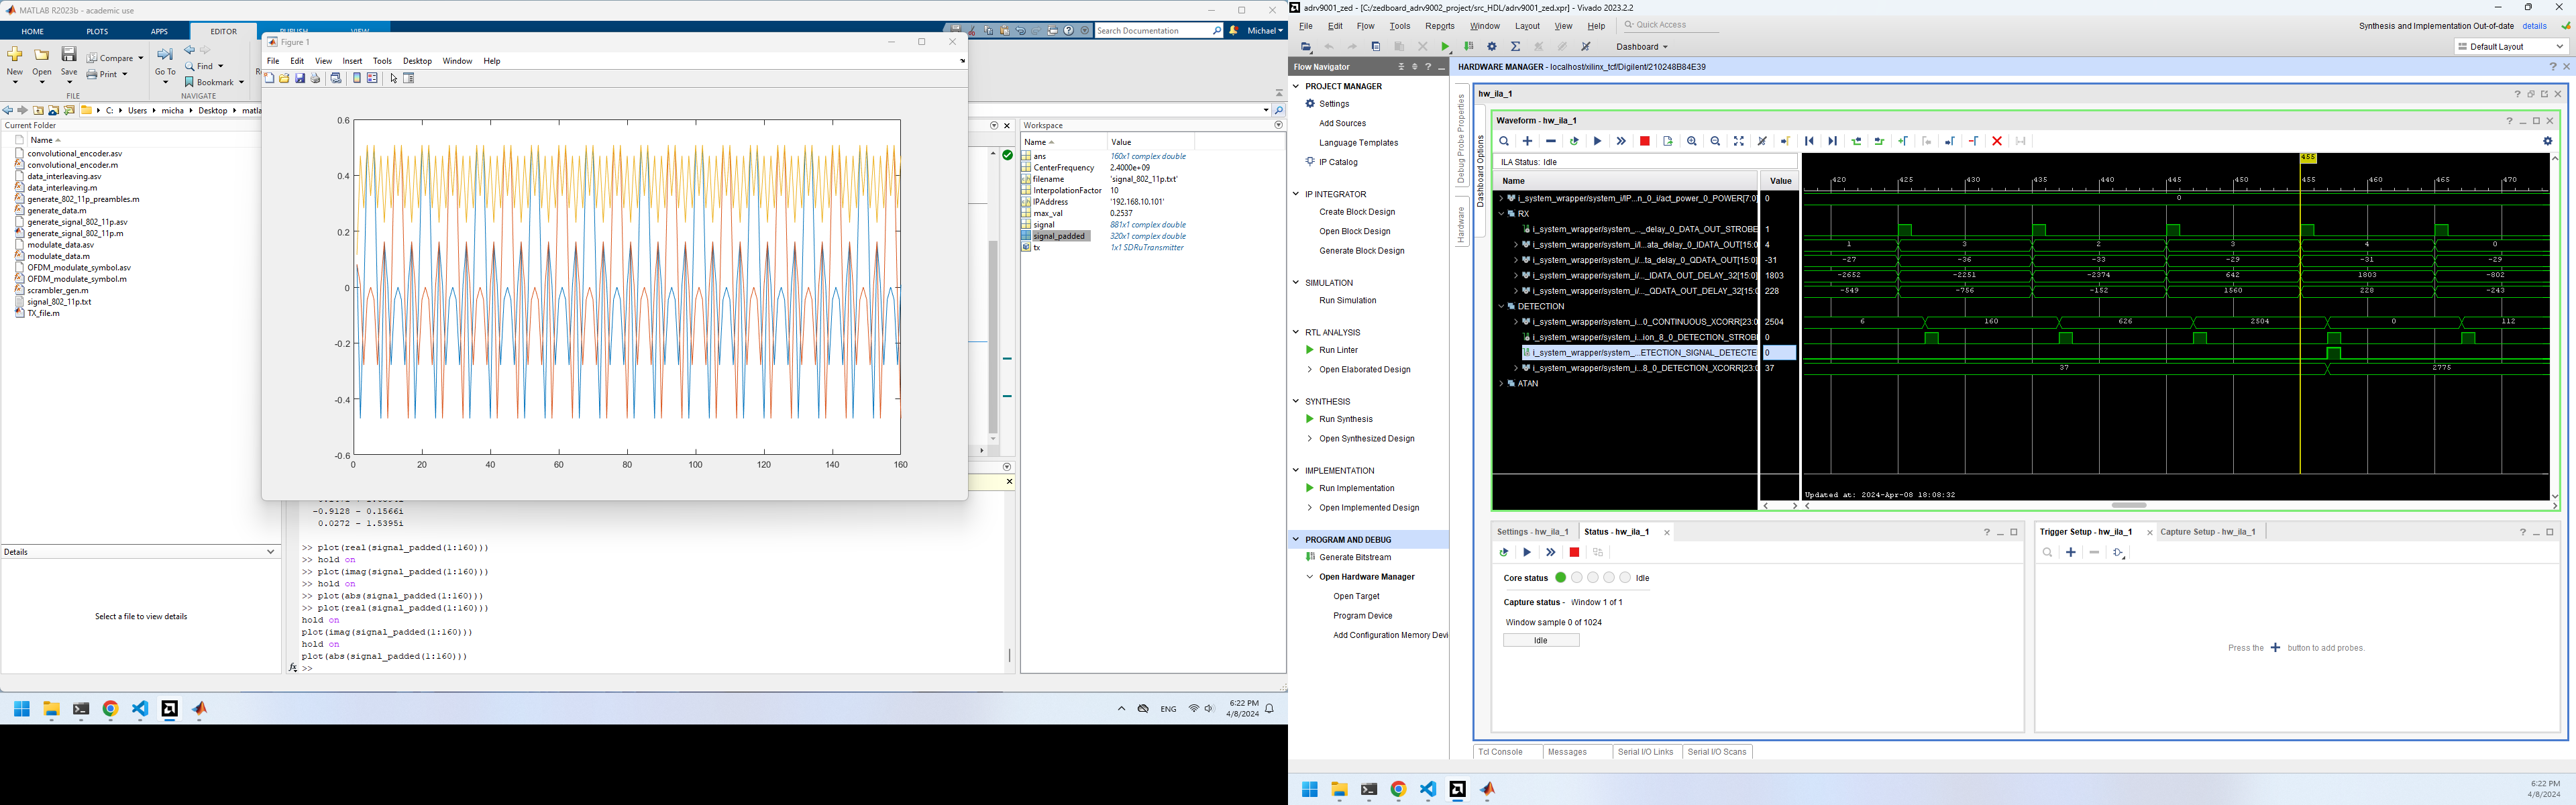 MATLAB R2023b - academic use
HOME PLOTS APPS EDITOR PUBLISH VIEW
Search Documentation Michael
New Open Save Compare Print Go To Find Bookmark
FILE NAVIGATE
C: Users micha Desktop matla
Current Folder
Name
convolutional_encoder.asv
convolutional_encoder.m
data_interleaving.asv
data_interleaving.m
generate_802_11p_preambles.m
generate_data.m
generate_signal_802_11p.asv
generate_signal_802_11p.m
modulate_data.asv
modulate_data.m
OFDM_modulate_symbol.asv
OFDM_modulate_symbol.m
scrambler_gen.m
signal_802_11p.txt
TX_file.m
Details
Select a file to view details
Figure 1
File Edit View Insert Tools Desktop Window Help
0.6
0.4
0.2
0
-0.2
-0.4
-0.6
0 20 40 60 80 100 120 140 160
-0.9128 - 0.1566i
0.0272 - 1.5395i
>> plot(real(signal_padded(1:160)))
>> hold on
>> plot(imag(signal_padded(1:160)))
>> hold on
>> plot(abs(signal_padded(1:160)))
>> plot(real(signal_padded(1:160)))
hold on
plot(imag(signal_padded(1:160)))
hold on
plot(abs(signal_padded(1:160)))
fx >>
Workspace
Name Value
ans 160x1 complex double
CenterFrequency 2.4000e+09
filename 'signal_802_11p.txt'
InterpolationFactor 10
IPAddress '192.168.10.101'
max_val 0.2537
signal 881x1 complex double
signal_padded 320x1 complex double
tx 1x1 SDRuTransmitter
ENG 6:22 PM
4/8/2024
adrv9001_zed - [C:/zedboard_adrv9002_project/src_HDL/adrv9001_zed.xpr] - Vivado 2023.2.2
File Edit Flow Tools Reports Window Layout View Help Quick Access
Synthesis and Implementation Out-of-date details
Dashboard
Default Layout
Flow Navigator
PROJECT MANAGER
Settings
Add Sources
Language Templates
IP Catalog
IP INTEGRATOR
Create Block Design
Open Block Design
Generate Block Design
SIMULATION
Run Simulation
RTL ANALYSIS
Run Linter
Open Elaborated Design
SYNTHESIS
Run Synthesis
Open Synthesized Design
IMPLEMENTATION
Run Implementation
Open Implemented Design
PROGRAM AND DEBUG
Generate Bitstream
Open Hardware Manager
Open Target
Program Device
Add Configuration Memory Devi
HARDWARE MANAGER - localhost/xilinx_tcf/Digilent/210248B84E39
Debug Probe Properties
Hardware
Dashboard Options
hw_ila_1
Waveform - hw_ila_1
ILA Status: Idle
Name Value
i_system_wrapper/system_i/IP...n_0_i/act_power_0_POWER[7:0] 0
RX
i_system_wrapper/system_..._delay_0_DATA_OUT_STROBE 1
i_system_wrapper/system_i/I...ata_delay_0_IDATA_OUT[15:0] 4
i_system_wrapper/system_i/...ta_delay_0_QDATA_OUT[15:0] -31
i_system_wrapper/system_i/..._IDATA_OUT_DELAY_32[15:0] 1803
i_system_wrapper/system_i/..._QDATA_OUT_DELAY_32[15:0] 228
DETECTION
i_system_wrapper/system_i...0_CONTINUOUS_XCORR[23:0] 2504
i_system_wrapper/system_i...ion_8_0_DETECTION_STROBE 0
i_system_wrapper/system_...ETECTION_SIGNAL_DETECTE 0
i_system_wrapper/system_i...8_0_DETECTION_XCORR[23:0] 37
ATAN
455
420 425 430 435 440 445 450 455 460 465 470
0
1 3 2 3 4 0
-27 -36 -33 -29 -31 -29
-2652 -2251 -2374 642 1803 -802
-549 -756 -152 1560 228 -243
6 160 626 2504 0 112
37 2775
Updated at: 2024-Apr-08 18:08:32
Settings - hw_ila_1 Status - hw_ila_1
Core status Idle
Capture status - Window 1 of 1
Window sample 0 of 1024
Idle
Trigger Setup - hw_ila_1 Capture Setup - hw_ila_1
Press the + button to add probes.
Tcl Console Messages Serial I/O Links Serial I/O Scans
6:22 PM
4/8/2024